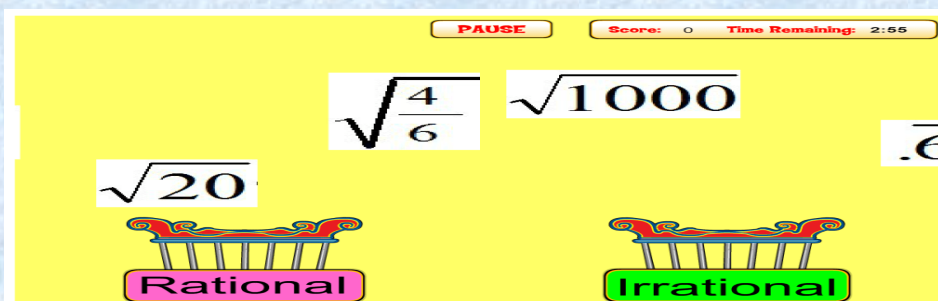 PAUSE
Score: 0 Time Remaining: 2:55
√(4/6)
√1000
√20
Rational
Irrational